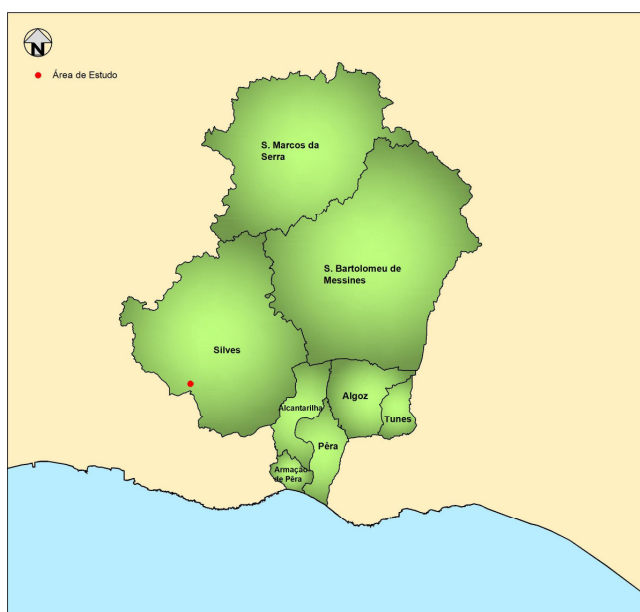 N
Área de Estudo
S. Marcos da
Serra
S. Bartolomeu de
Messines
Silves
Algoz
Alcantarilha
Tunes
Pêra
Armação
de Pêra